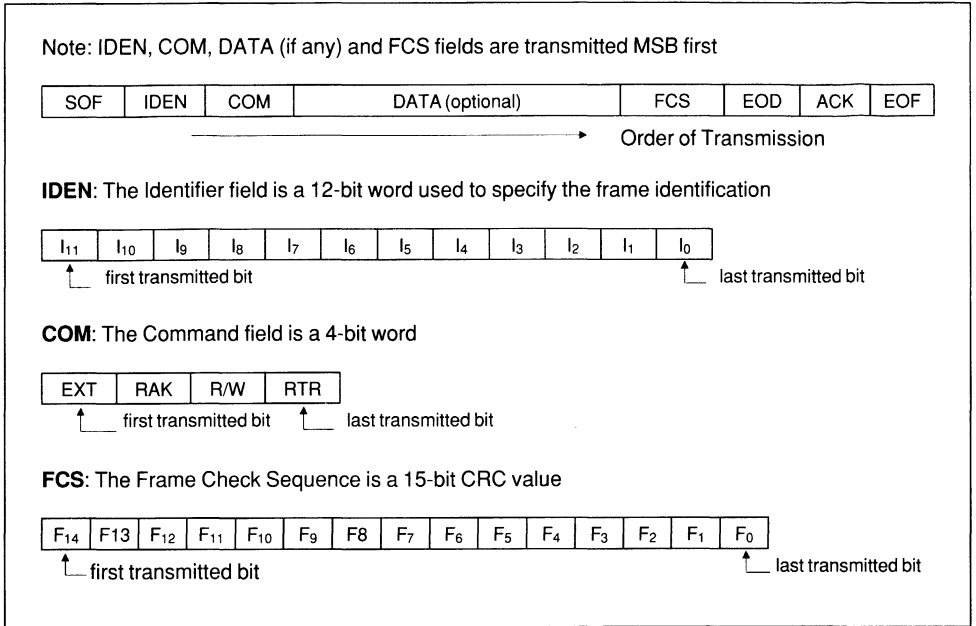 Note: IDEN, COM, DATA (if any) and FCS fields are transmitted MSB first
SOF IDEN COM DATA (optional) FCS EOD ACK EOF
Order of Transmission
IDEN: The Identifier field is a 12-bit word used to specify the frame identification
I₁₁ I₁₀ I₉ I₈ I₇ I₆ I₅ I₄ I₃ I₂ I₁ I₀
first transmitted bit last transmitted bit
COM: The Command field is a 4-bit word
EXT RAK R/W RTR
first transmitted bit last transmitted bit
FCS: The Frame Check Sequence is a 15-bit CRC value
F₁₄ F13 F₁₂ F₁₁ F₁₀ F₉ F8 F₇ F₆ F₅ F₄ F₃ F₂ F₁ F₀
first transmitted bit last transmitted bit